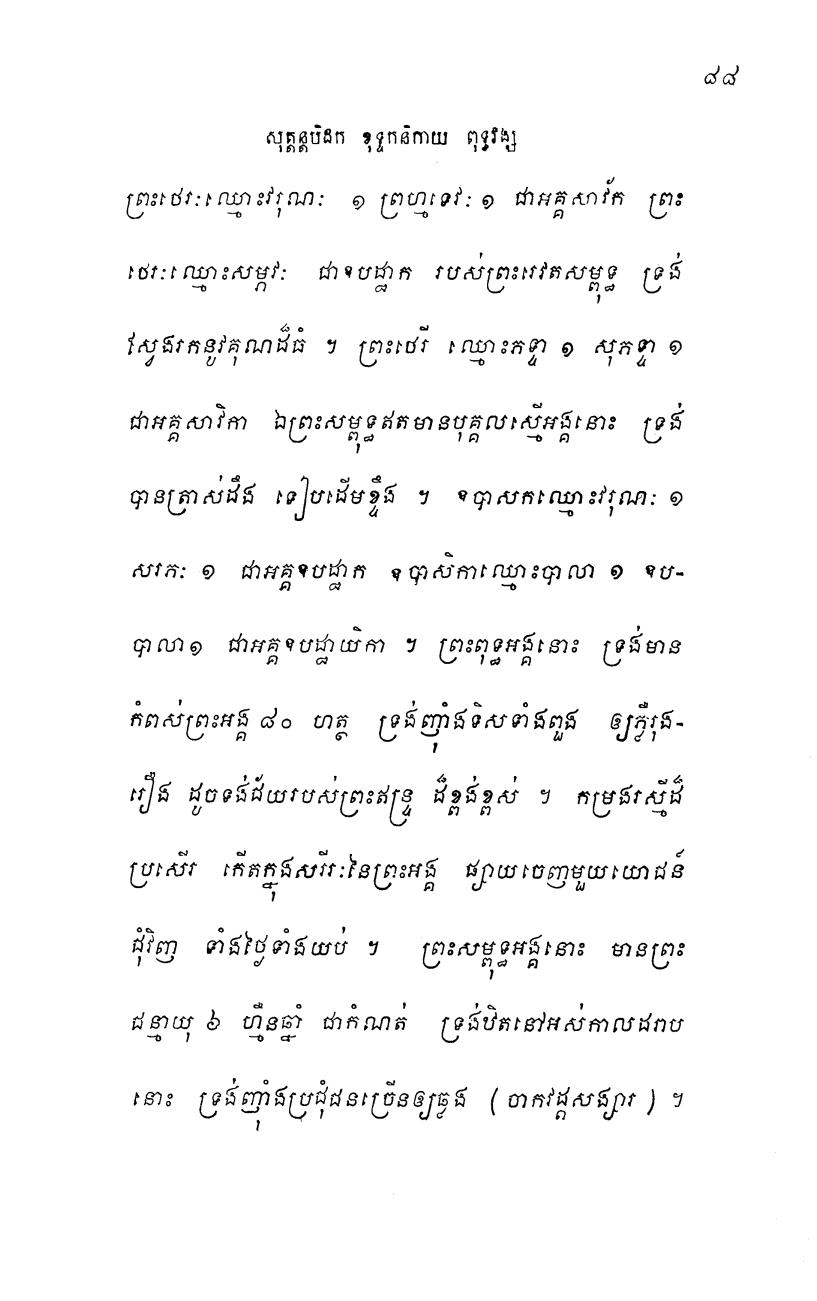 ៨៨
សុត្តន្តបិដក ខុទ្ទកនិកាយ ពុទ្ធវង្ស
ព្រះថេរៈឈ្មោះវរុណៈ ១ ព្រហ្មទេវៈ ១ ជាអគ្គសាវ័ក ព្រះ
ថេរៈឈ្មោះសម្ភវៈ ជាឧបដ្ឋាក របស់ព្រះរេវតសម្ពុទ្ធ ទ្រង់
ស្វែងរកនូវគុណដ៏ធំ ។ ព្រះថេរី ឈ្មោះភទ្ទា ១ សុភទ្ទា ១
ជាអគ្គសាវិកា ឯព្រះសម្ពុទ្ធឥតមានបុគ្គលស្មើអង្គនោះ ទ្រង់
បានត្រាស់ដឹង ទៀបដើមខ្ទឹង ។ ឧបាសកឈ្មោះវរុណៈ ១
សរភៈ ១ ជាអគ្គឧបដ្ឋាក ឧបាសិកាឈ្មោះបាលា ១ ឧប-
បាលា១ ជាអគ្គឧបដ្ឋាយិកា ។ ព្រះពុទ្ធអង្គនោះ ទ្រង់មាន
កំពស់ព្រះអង្គ ៨០ ហត្ថ ទ្រង់ញុំាងទិសទាំងពួង ឲ្យភ្លឺរុង-
រឿង ដូចទង់ជ័យរបស់ព្រះឥន្ទ្រ ដ៏ខ្ពង់ខ្ពស់ ។ កម្រងរស្មីដ៏
ប្រសើរ កើតក្នុងសរីរៈនៃព្រះអង្គ ផ្សាយចេញមួយយោជន៍
ជុំវិញ ទាំងថ្ងៃទាំងយប់ ។ ព្រះសម្ពុទ្ធអង្គនោះ មានព្រះ
ជន្មាយុ ៦ ហ្មឺនឆ្នាំ ជាកំណត់ ទ្រង់ឋិតនៅអស់កាលដរាប
នោះ ទ្រង់ញុំាងប្រជុំជនច្រើនឲ្យឆ្លង (ចាកវដ្តសង្សារ) ។